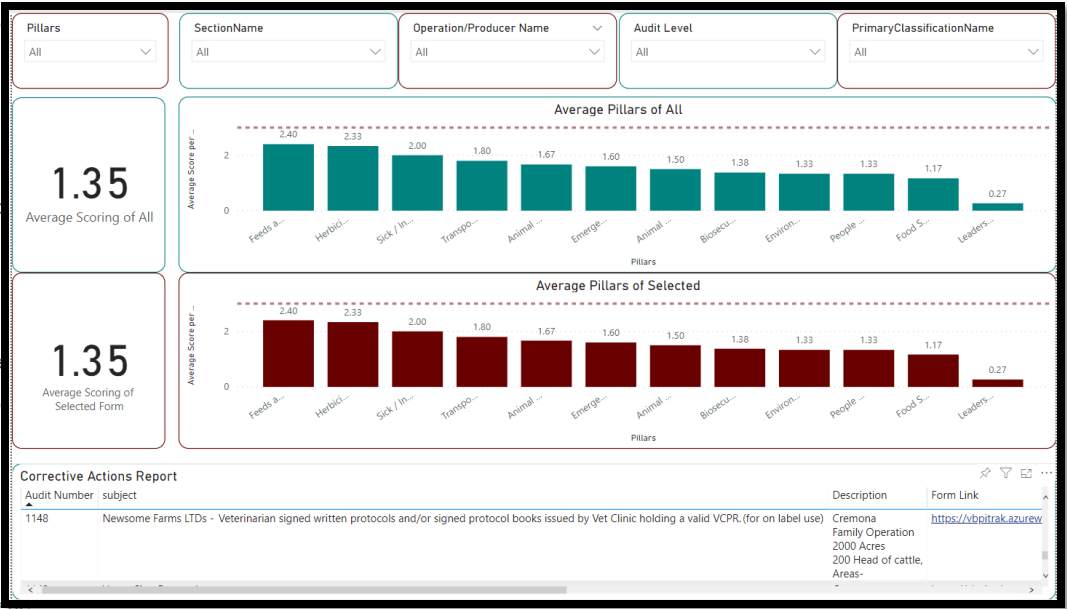 Pillars
All
SectionName
All
Operation/Producer Name
All
Audit Level
All
PrimaryClassificationName
All
1.35
Average Scoring of All
Average Pillars of All
Average Score per ...
2
0
2.40
2.33
2.00
1.80
1.67
1.60
1.50
1.38
1.33
1.33
1.17
0.27
Feeds a...
Herbici...
Sick / In...
Transpo...
Animal ...
Emerge...
Animal ...
Biosecu...
Environ...
People ...
Food S...
Leaders...
Pillars
1.35
Average Scoring of
Selected Form
Average Pillars of Selected
Average Score per ...
2
0
2.40
2.33
2.00
1.80
1.67
1.60
1.50
1.38
1.33
1.33
1.17
0.27
Feeds a...
Herbici...
Sick / In...
Transpo...
Animal ...
Emerge...
Animal ...
Biosecu...
Environ...
People ...
Food S...
Leaders...
Pillars
Corrective Actions Report
Audit Number subject Description Form Link
1148 Newsome Farms LTDs - Veterinarian signed written protocols and/or signed protocol books issued by Vet Clinic holding a valid VCPR. (for on label use) Cremona https://vbpitrak.azurew
Family Operation
2000 Acres
200 Head of cattle,
Areas-